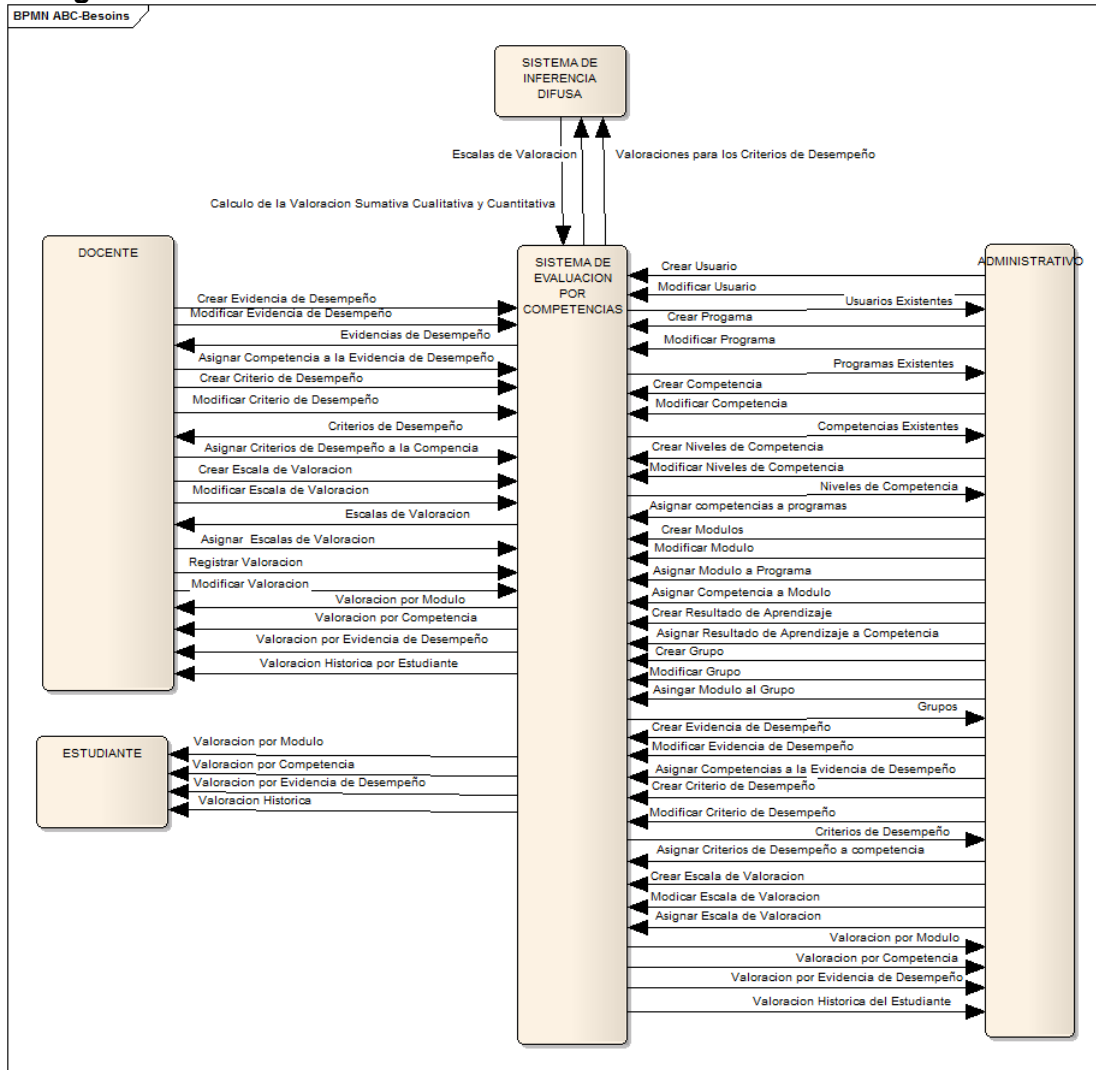 BPMN ABC-Besoins
SISTEMA DE
INFERENCIA
DIFUSA
Escalas de Valoracion
Valoraciones para los Criterios de Desempeño
Calculo de la Valoracion Sumativa Cualitativa y Cuantitativa
DOCENTE
Crear Evidencia de Desempeño
Modificar Evidencia de Desempeño
Evidencias de Desempeño
Asignar Competencia a la Evidencia de Desempeño
Crear Criterio de Desempeño
Modificar Criterio de Desempeño
Criterios de Desempeño
Asignar Criterios de Desempeño a la Compencia
Crear Escala de Valoracion
Modificar Escala de Valoracion
Escalas de Valoracion
Asignar Escalas de Valoracion
Registrar Valoracion
Modificar Valoracion
Valoracion por Modulo
Valoracion por Competencia
Valoracion por Evidencia de Desempeño
Valoracion Historica por Estudiante
ESTUDIANTE
Valoracion por Modulo
Valoracion por Competencia
Valoracion por Evidencia de Desempeño
Valoracion Historica
SISTEMA DE
EVALUACION
POR
COMPETENCIAS
ADMINISTRATIVO
Crear Usuario
Modificar Usuario
Usuarios Existentes
Crear Progama
Modificar Programa
Programas Existentes
Crear Competencia
Modificar Competencia
Competencias Existentes
Crear Niveles de Competencia
Modificar Niveles de Competencia
Niveles de Competencia
Asignar competencias a programas
Crear Modulos
Modificar Modulo
Asignar Modulo a Programa
Asignar Competencia a Modulo
Crear Resultado de Aprendizaje
Asignar Resultado de Aprendizaje a Competencia
Crear Grupo
Modificar Grupo
Asingar Modulo al Grupo
Grupos
Crear Evidencia de Desempeño
Modificar Evidencia de Desempeño
Asignar Competencias a la Evidencia de Desempeño
Crear Criterio de Desempeño
Modificar Criterio de Desempeño
Criterios de Desempeño
Asignar Criterios de Desempeño a competencia
Crear Escala de Valoracion
Modicar Escala de Valoracion
Asignar Escala de Valoracion
Valoracion por Modulo
Valoracion por Competencia
Valoracion por Evidencia de Desempeño
Valoracion Historica del Estudiante